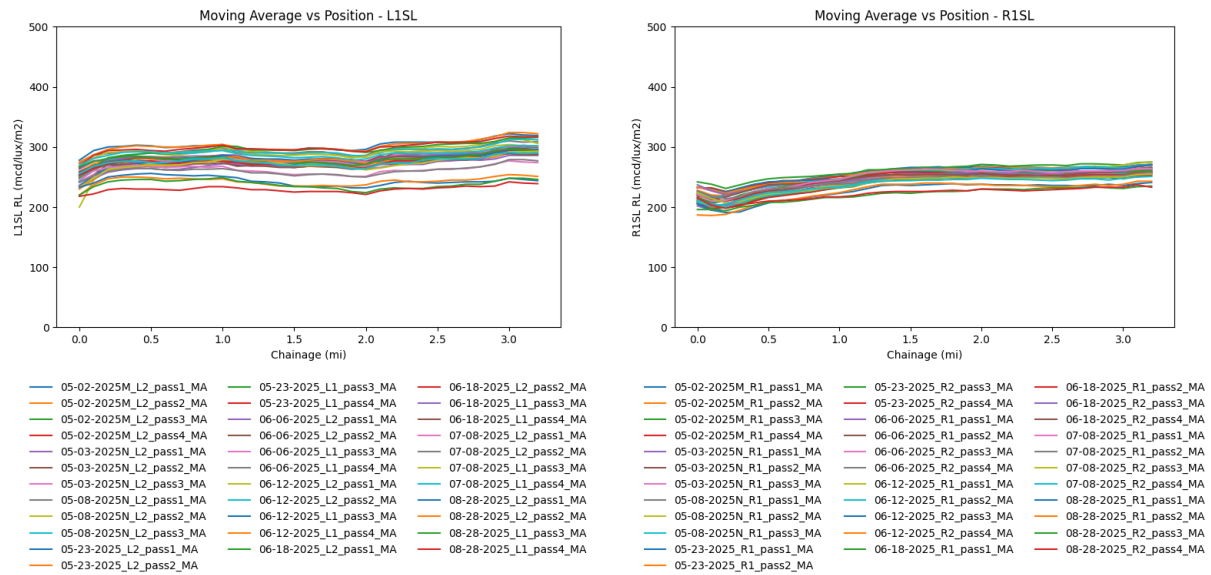 Moving Average vs Position - L1SL
500
400
300
200
100
0
L1SL RL (mcd/lux/m2)
0.0 0.5 1.0 1.5 2.0 2.5 3.0
Chainage (mi)
05-02-2025M_L2_pass1_MA
05-02-2025M_L2_pass2_MA
05-02-2025M_L2_pass3_MA
05-02-2025M_L2_pass4_MA
05-03-2025N_L2_pass1_MA
05-03-2025N_L2_pass2_MA
05-03-2025N_L2_pass3_MA
05-08-2025N_L2_pass1_MA
05-08-2025N_L2_pass2_MA
05-08-2025N_L2_pass3_MA
05-23-2025_L2_pass1_MA
05-23-2025_L2_pass2_MA
05-23-2025_L1_pass3_MA
05-23-2025_L1_pass4_MA
06-06-2025_L2_pass1_MA
06-06-2025_L2_pass2_MA
06-06-2025_L1_pass3_MA
06-06-2025_L1_pass4_MA
06-12-2025_L2_pass1_MA
06-12-2025_L2_pass2_MA
06-12-2025_L1_pass3_MA
06-12-2025_L1_pass4_MA
06-18-2025_L2_pass1_MA
06-18-2025_L2_pass2_MA
06-18-2025_L1_pass3_MA
06-18-2025_L1_pass4_MA
07-08-2025_L2_pass1_MA
07-08-2025_L2_pass2_MA
07-08-2025_L1_pass3_MA
07-08-2025_L1_pass4_MA
08-28-2025_L2_pass1_MA
08-28-2025_L2_pass2_MA
08-28-2025_L1_pass3_MA
08-28-2025_L1_pass4_MA
Moving Average vs Position - R1SL
500
400
300
200
100
0
R1SL RL (mcd/lux/m2)
0.0 0.5 1.0 1.5 2.0 2.5 3.0
Chainage (mi)
05-02-2025M_R1_pass1_MA
05-02-2025M_R1_pass2_MA
05-02-2025M_R1_pass3_MA
05-02-2025M_R1_pass4_MA
05-03-2025N_R1_pass1_MA
05-03-2025N_R1_pass2_MA
05-03-2025N_R1_pass3_MA
05-08-2025N_R1_pass1_MA
05-08-2025N_R1_pass2_MA
05-08-2025N_R1_pass3_MA
05-23-2025_R1_pass1_MA
05-23-2025_R1_pass2_MA
05-23-2025_R2_pass3_MA
05-23-2025_R2_pass4_MA
06-06-2025_R1_pass1_MA
06-06-2025_R1_pass2_MA
06-06-2025_R2_pass3_MA
06-06-2025_R2_pass4_MA
06-12-2025_R1_pass1_MA
06-12-2025_R1_pass2_MA
06-12-2025_R2_pass3_MA
06-12-2025_R2_pass4_MA
06-18-2025_R1_pass1_MA
06-18-2025_R1_pass2_MA
06-18-2025_R2_pass3_MA
06-18-2025_R2_pass4_MA
07-08-2025_R1_pass1_MA
07-08-2025_R1_pass2_MA
07-08-2025_R2_pass3_MA
07-08-2025_R2_pass4_MA
08-28-2025_R1_pass1_MA
08-28-2025_R1_pass2_MA
08-28-2025_R2_pass3_MA
08-28-2025_R2_pass4_MA